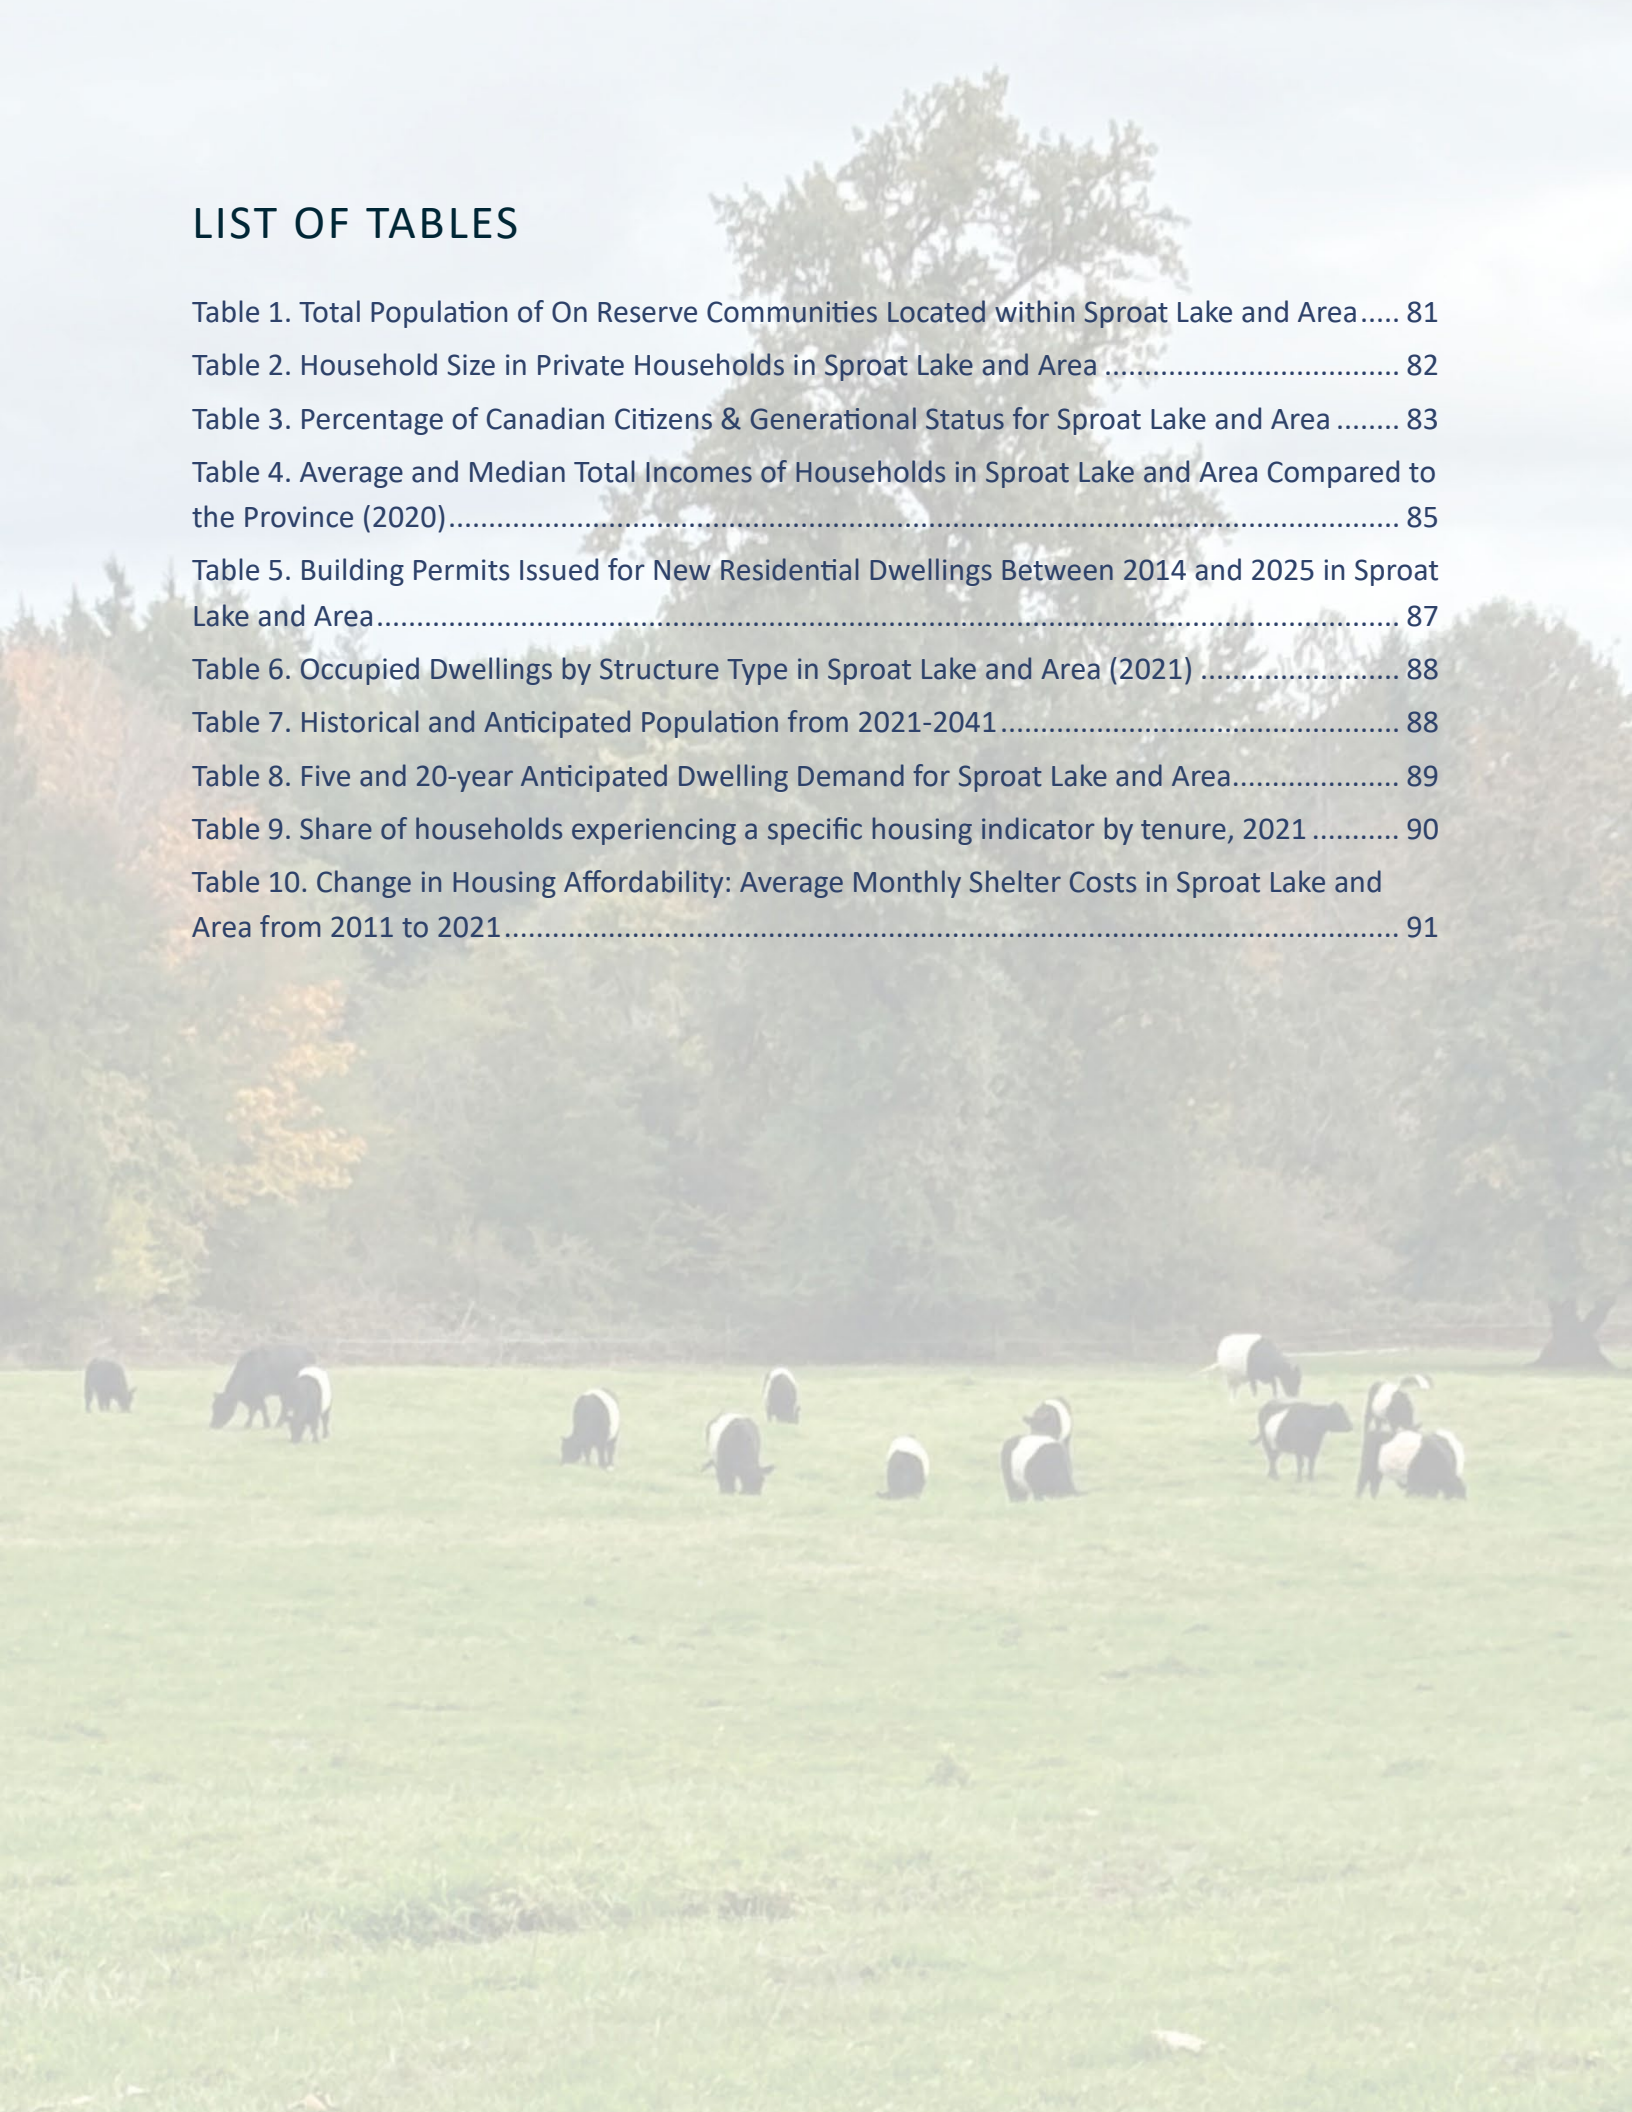 LIST OF TABLES
Table 1. Total Population of On Reserve Communities Located within Sproat Lake and Area..... 81
Table 2. Household Size in Private Households in Sproat Lake and Area ..................................... 82
Table 3. Percentage of Canadian Citizens & Generational Status for Sproat Lake and Area ........ 83
Table 4. Average and Median Total Incomes of Households in Sproat Lake and Area Compared to
the Province (2020)....................................................................................................................... 85
Table 5. Building Permits Issued for New Residential Dwellings Between 2014 and 2025 in Sproat
Lake and Area................................................................................................................................ 87
Table 6. Occupied Dwellings by Structure Type in Sproat Lake and Area (2021) ......................... 88
Table 7. Historical and Anticipated Population from 2021-2041.................................................. 88
Table 8. Five and 20-year Anticipated Dwelling Demand for Sproat Lake and Area..................... 89
Table 9. Share of households experiencing a specific housing indicator by tenure, 2021 ........... 90
Table 10. Change in Housing Affordability: Average Monthly Shelter Costs in Sproat Lake and
Area from 2011 to 2021................................................................................................................ 91